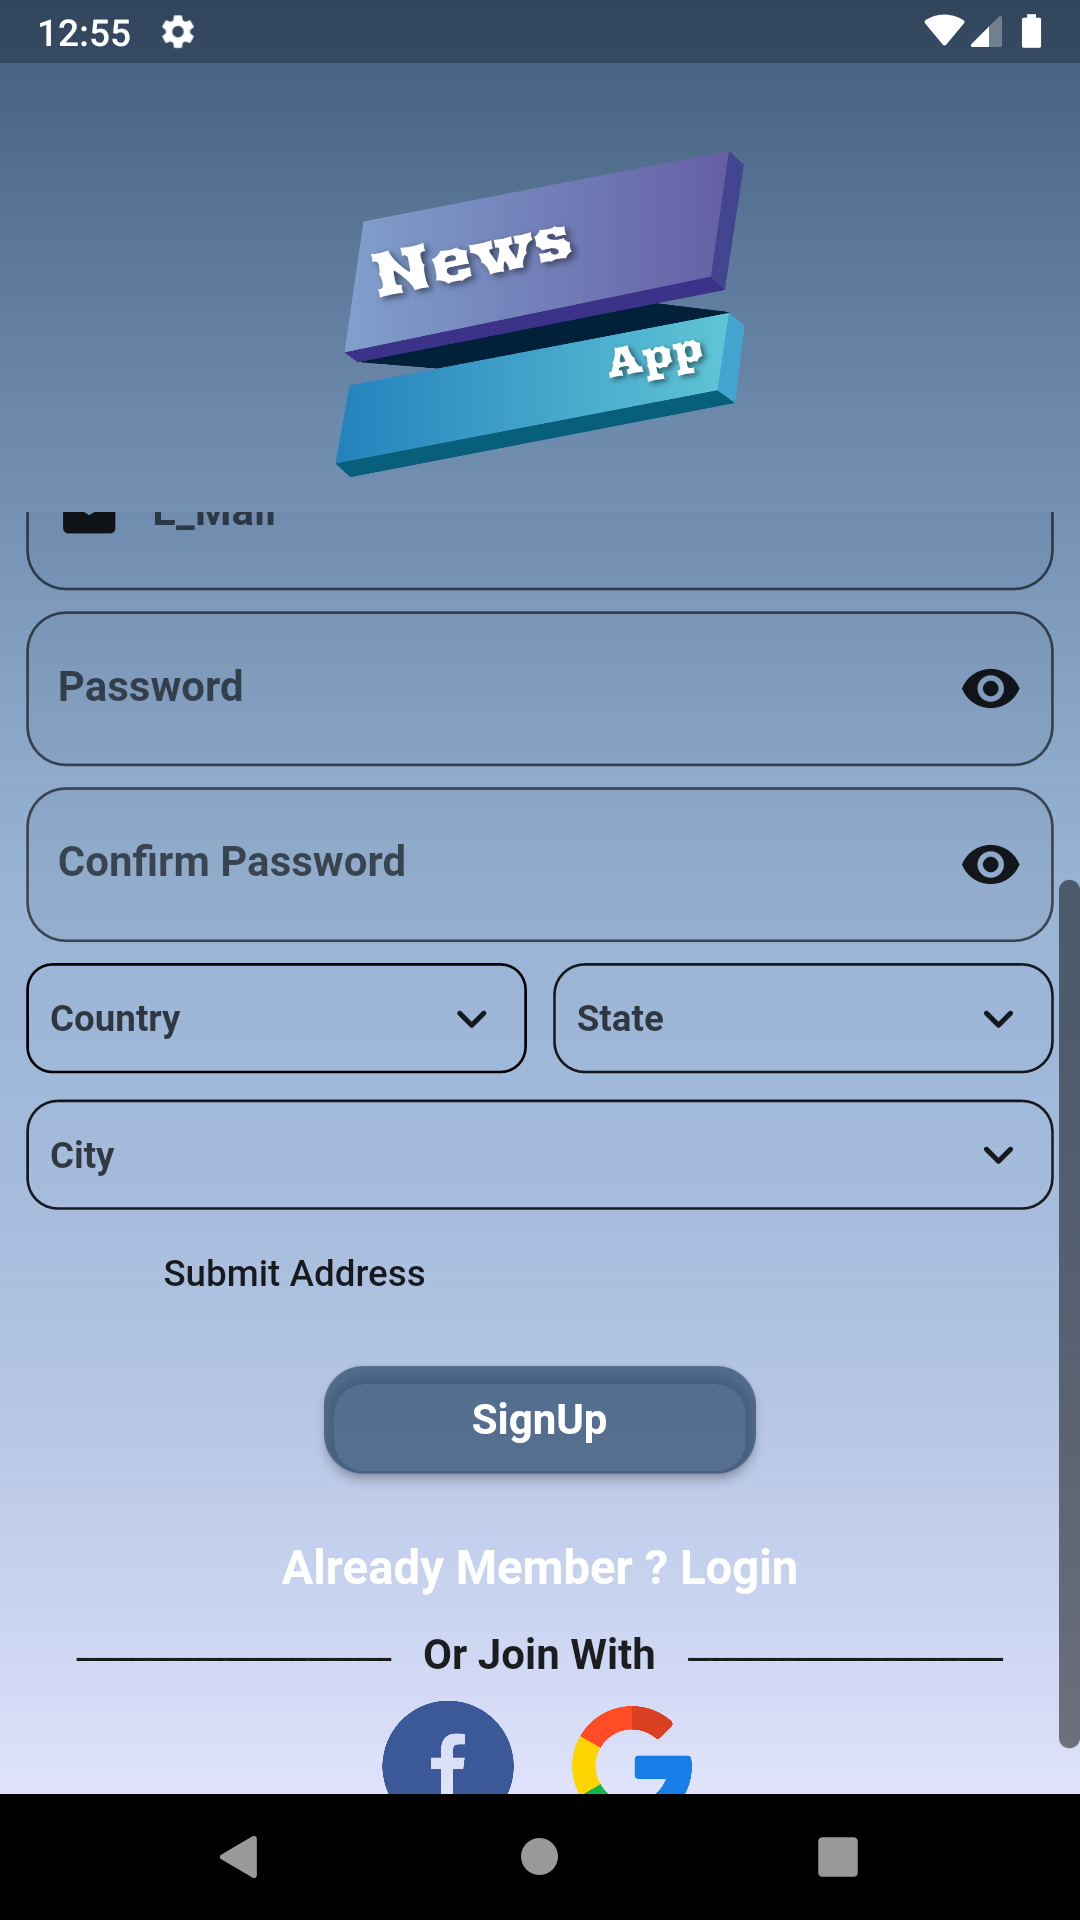 12:55
News
App
E_Mail
Password
Confirm Password
Country
State
City
Submit Address
SignUp
Already Member ? Login
Or Join With